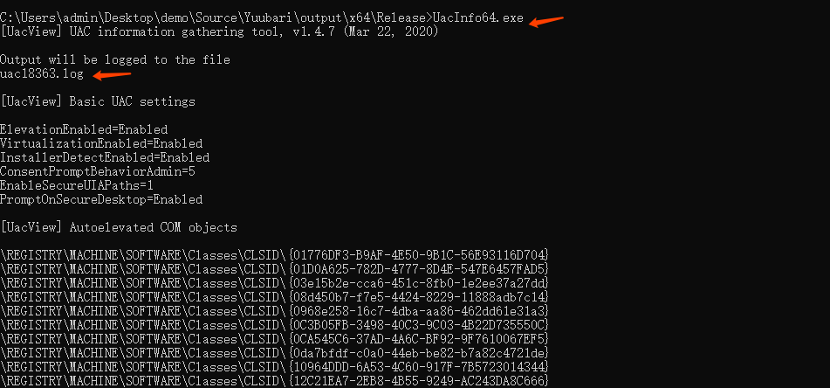 C:\Users\admin\Desktop\demo\Source\Yuubari\output\x64\Release>UacInfo64.exe
[UacView] UAC information gathering tool, v1.4.7 (Mar 22, 2020)
Output will be logged to the file
uac18363.log
[UacView] Basic UAC settings
ElevationEnabled=Enabled
VirtualizationEnabled=Enabled
InstallerDetectEnabled=Enabled
ConsentPromptBehaviorAdmin=5
EnableSecureUIAPaths=1
PromptOnSecureDesktop=Enabled
[UacView] Autoelevated COM objects
\REGISTRY\MACHINE\SOFTWARE\Classes\CLSID\{01776DF3-B9AF-4E50-9B1C-56E93116D704}
\REGISTRY\MACHINE\SOFTWARE\Classes\CLSID\{01D0A625-782D-4777-8D4E-547E6457FAD5}
\REGISTRY\MACHINE\SOFTWARE\Classes\CLSID\{03e15b2e-cca6-451c-8fb0-1e2ee37a27dd}
\REGISTRY\MACHINE\SOFTWARE\Classes\CLSID\{08d450b7-f7e5-4424-8229-11888adb7c14}
\REGISTRY\MACHINE\SOFTWARE\Classes\CLSID\{0968e258-16c7-4dba-aa86-462dd61e31a3}
\REGISTRY\MACHINE\SOFTWARE\Classes\CLSID\{0C3B05FB-3498-40C3-9C03-4B22D735550C}
\REGISTRY\MACHINE\SOFTWARE\Classes\CLSID\{0CA545C6-37AD-4A6C-BF92-9F7610067EF5}
\REGISTRY\MACHINE\SOFTWARE\Classes\CLSID\{0da7bfdf-c0a0-44eb-be82-b7a82c4721de}
\REGISTRY\MACHINE\SOFTWARE\Classes\CLSID\{10964DDD-6A53-4C60-917F-7B5723014344}
\REGISTRY\MACHINE\SOFTWARE\Classes\CLSID\{12C21EA7-2EB8-4B55-9249-AC243DA8C666}